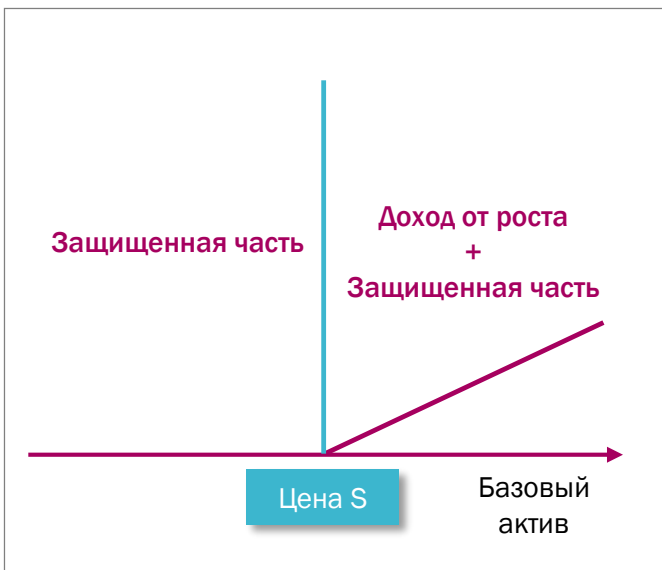 Защищенная часть
Доход от роста
+
Защищенная часть
Цена S
Базовый
актив